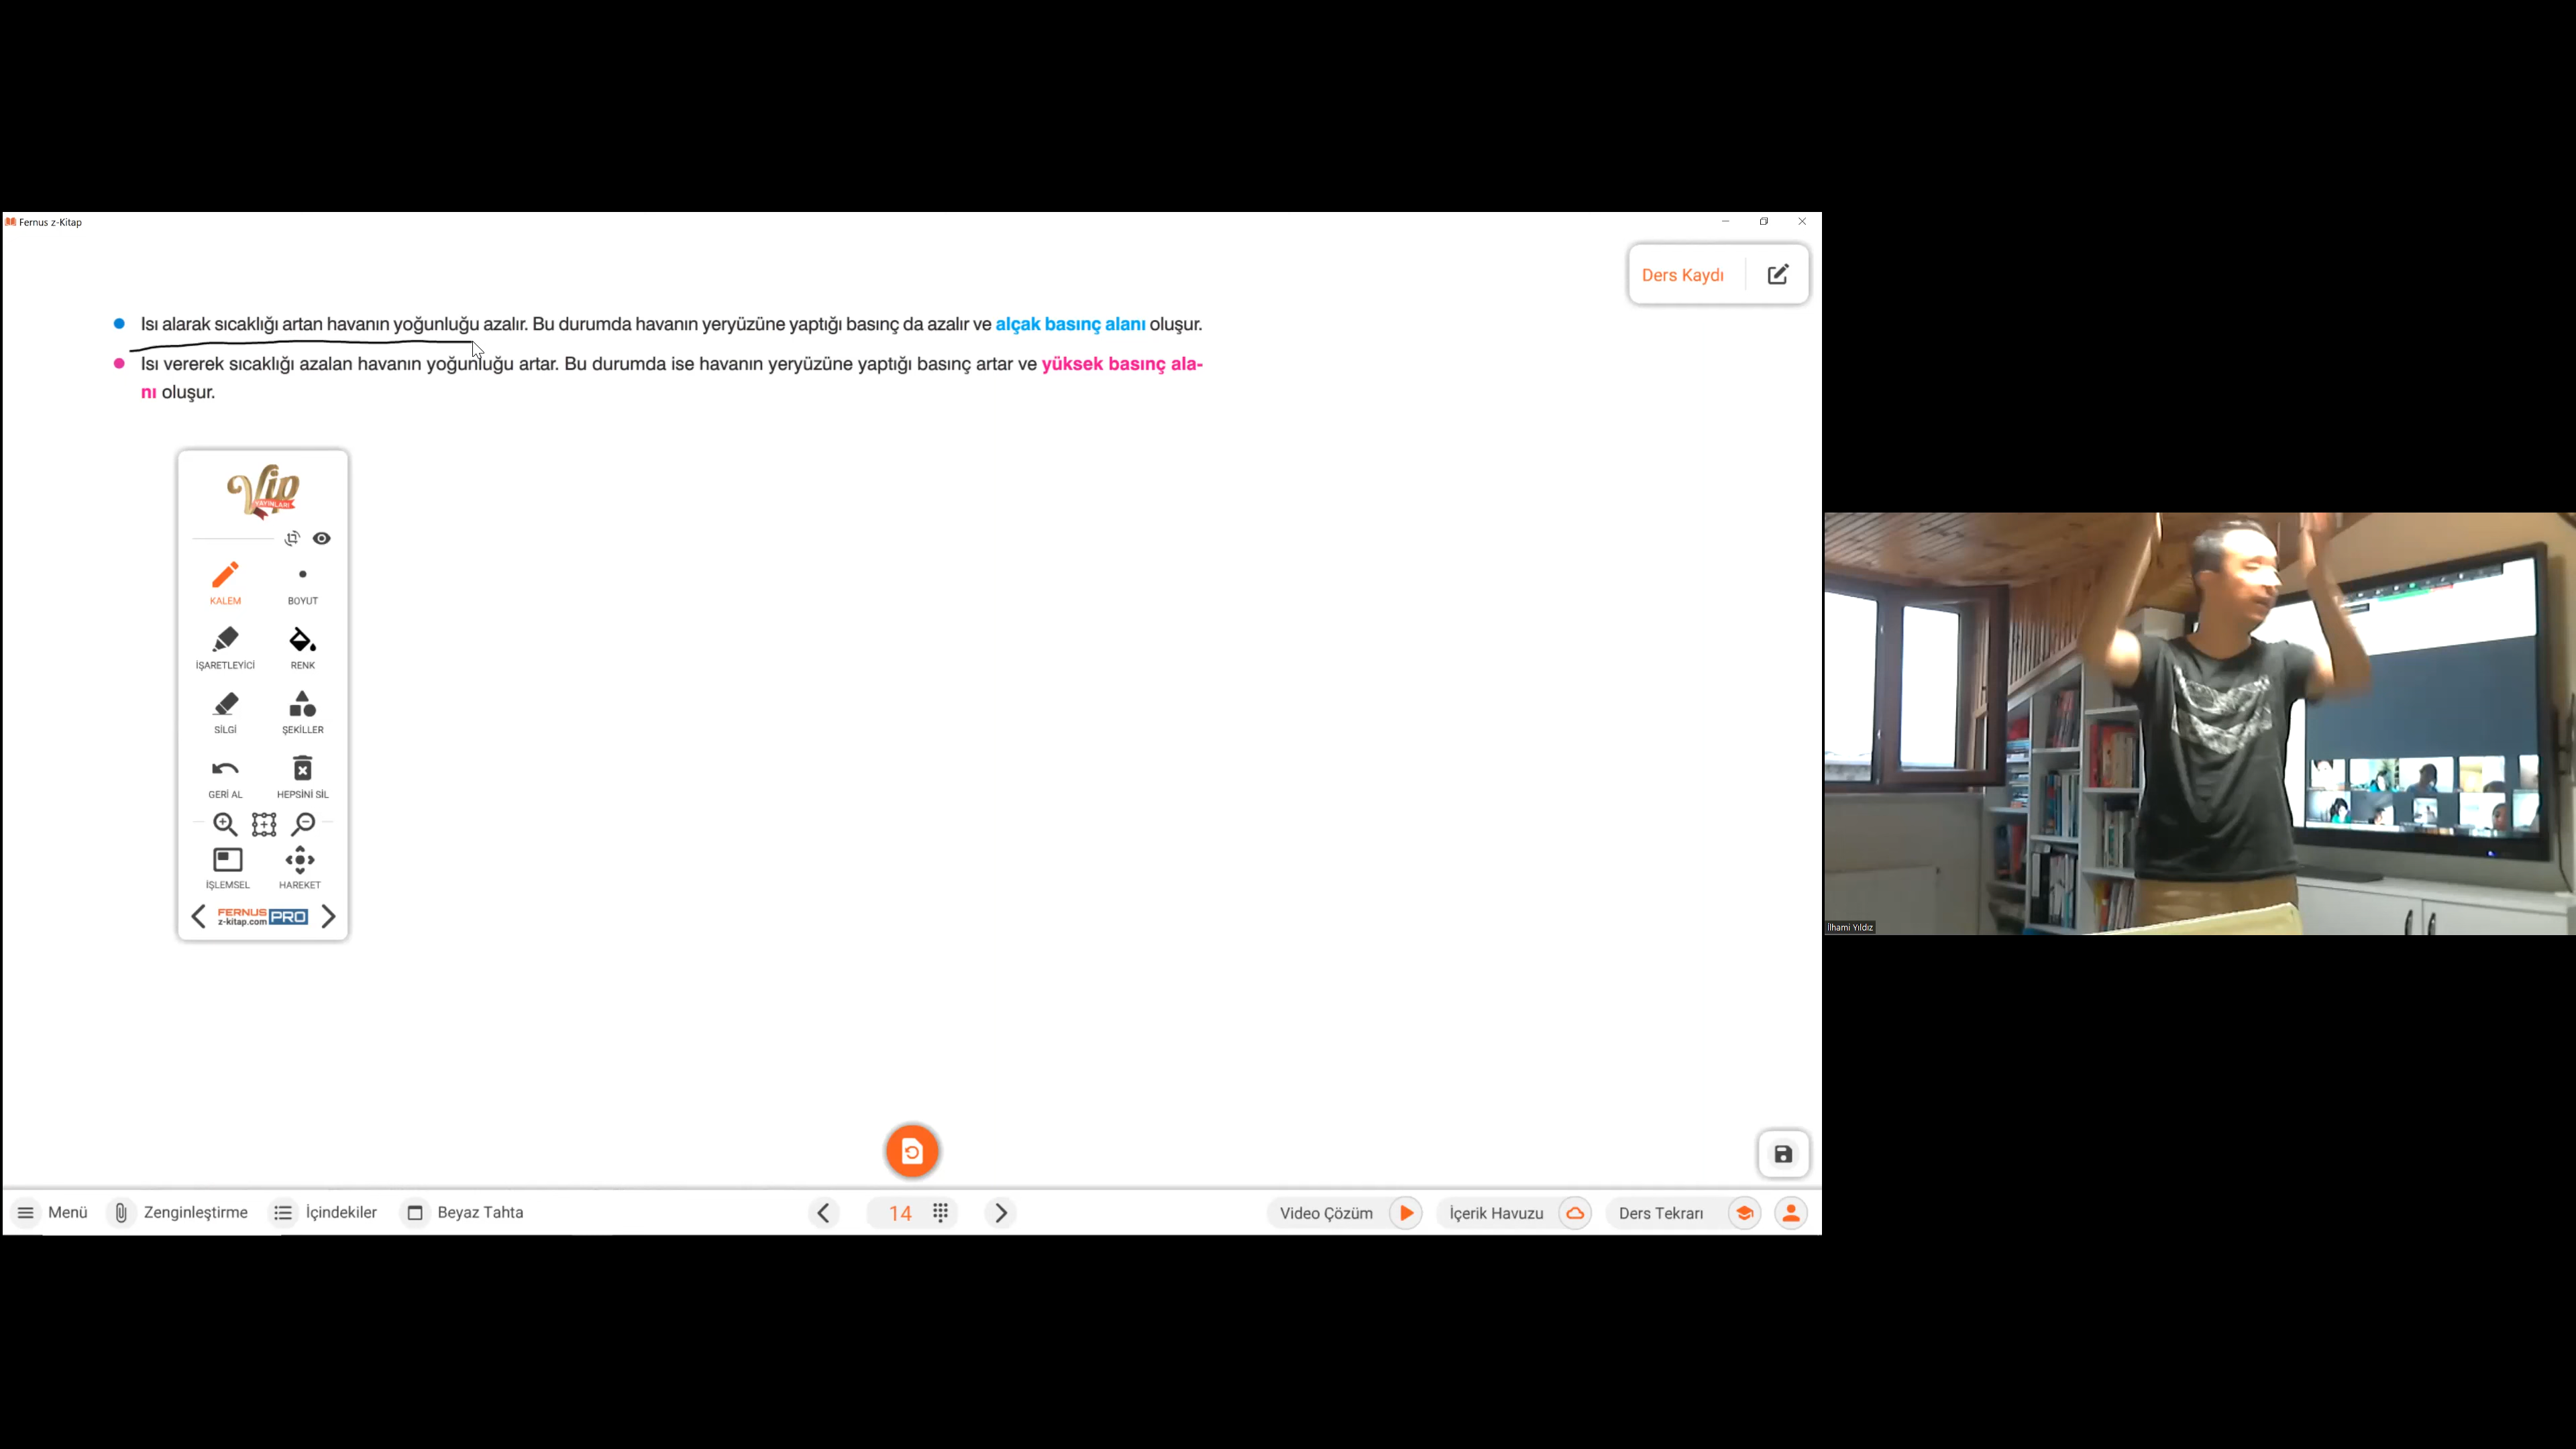 Fernus z-Kitap
Ders Kaydı
Isı alarak sıcaklığı artan havanın yoğunluğu azalır. Bu durumda havanın yeryüzüne yaptığı basınç da azalır ve alçak basınç alanı oluşur.
Isı vererek sıcaklığı azalan havanın yoğunluğu artar. Bu durumda ise havanın yeryüzüne yaptığı basınç artar ve yüksek basınç ala-
nı oluşur.
Vip
YAYINLARI
KALEM BOYUT
İŞARETLEYİCİ RENK
SİLGİ ŞEKİLLER
GERİ AL HEPSİNİ SİL
İŞLEMSEL HAREKET
FERNUS PRO
z-kitap.com
İlhami Yıldız
Menü Zenginleştirme İçindekiler Beyaz Tahta 14 Video Çözüm İçerik Havuzu Ders Tekrarı